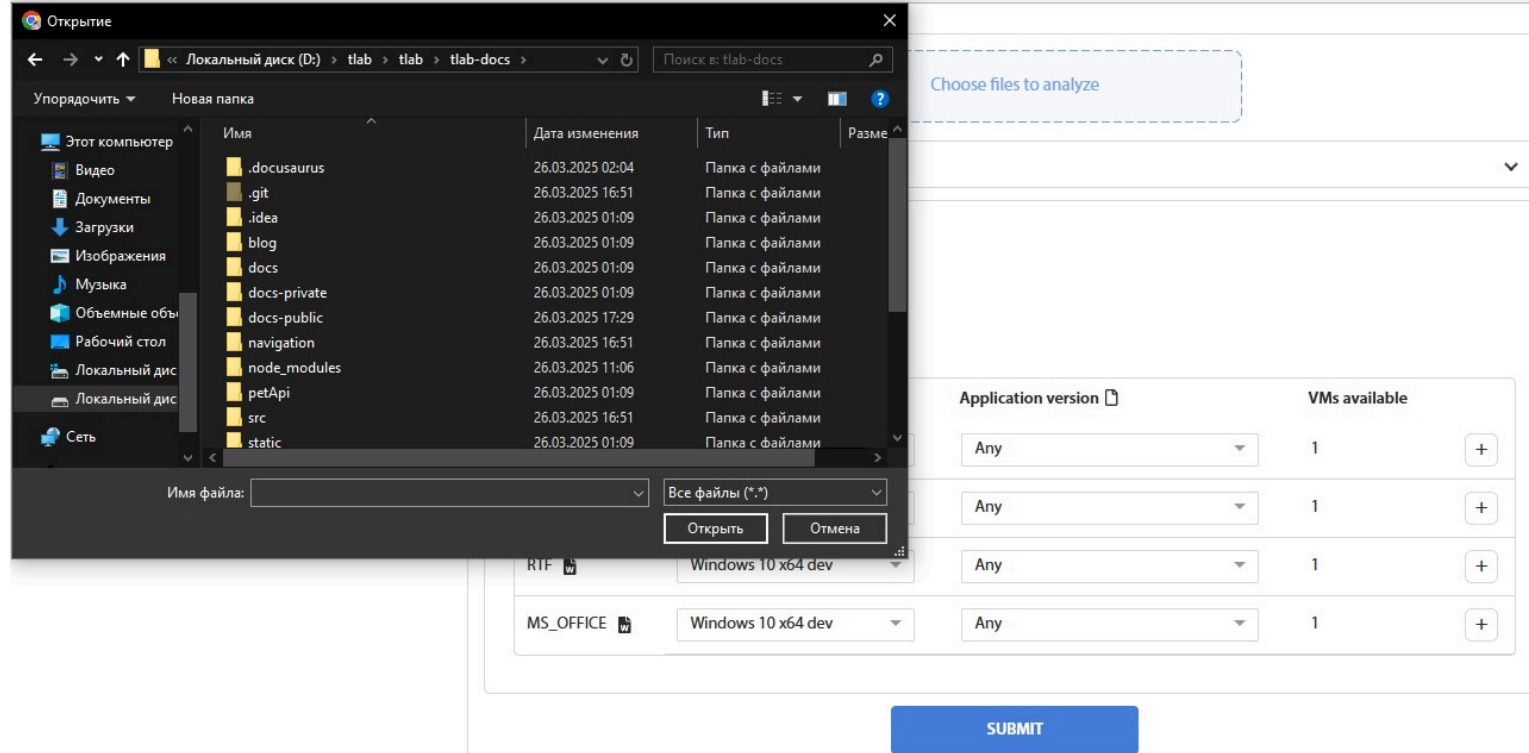 Открытие
« Локальный диск (D:) › tlab › tlab › tlab-docs ›
Поиск в: tlab-docs
Упорядочить
Новая папка
?
Этот компьютер
Видео
Документы
Загрузки
Изображения
Музыка
Объемные объ
Рабочий стол
Локальный дис
Локальный дис
Сеть
Имя Дата изменения Тип Разме
.docusaurus 26.03.2025 02:04 Папка с файлами
.git 26.03.2025 16:51 Папка с файлами
.idea 26.03.2025 01:09 Папка с файлами
blog 26.03.2025 01:09 Папка с файлами
docs 26.03.2025 01:09 Папка с файлами
docs-private 26.03.2025 01:09 Папка с файлами
docs-public 26.03.2025 17:29 Папка с файлами
navigation 26.03.2025 16:51 Папка с файлами
node_modules 26.03.2025 11:06 Папка с файлами
petApi 26.03.2025 01:09 Папка с файлами
src 26.03.2025 16:51 Папка с файлами
static 26.03.2025 01:09 Папка с файлами
Имя файла:
Все файлы (*.*)
Открыть
Отмена
Choose files to analyze
Application version VMs available
Any 1 +
Any 1 +
RTF Windows 10 x64 dev Any 1 +
MS_OFFICE Windows 10 x64 dev Any 1 +
SUBMIT